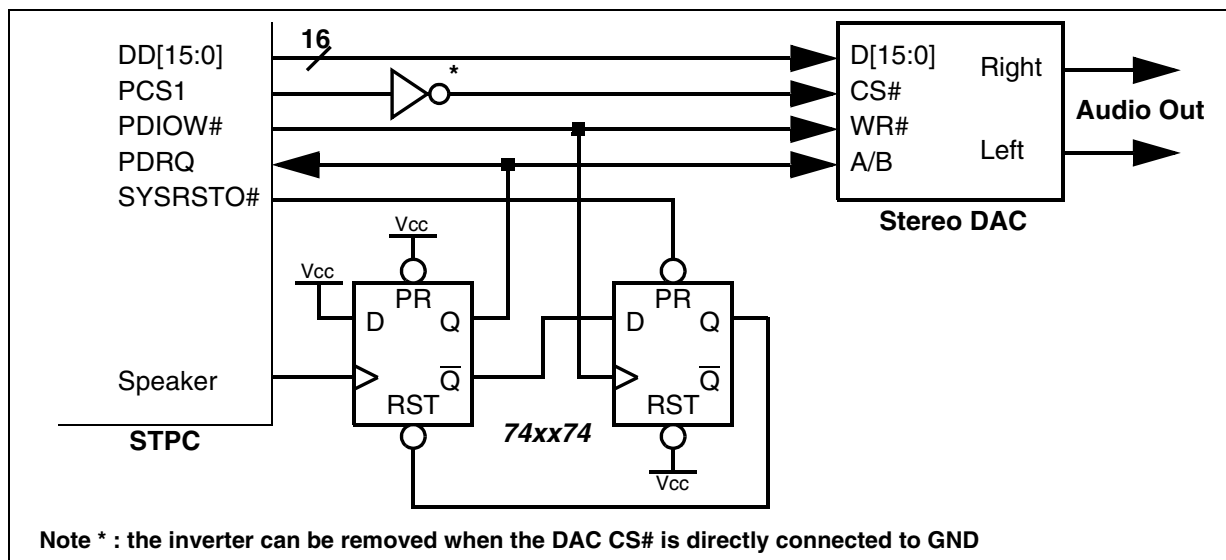 16
*
DD[15:0]
PCS1
PDIOW#
PDRQ
SYSRSTO#
Speaker
STPC
D[15:0]
CS#
WR#
A/B
Right
Left
Audio Out
Stereo DAC
Vcc
Vcc
PR
D
Q
Q̅
RST
74xx74
PR
D
Q
Q̅
RST
Vcc
Note * : the inverter can be removed when the DAC CS# is directly connected to GND